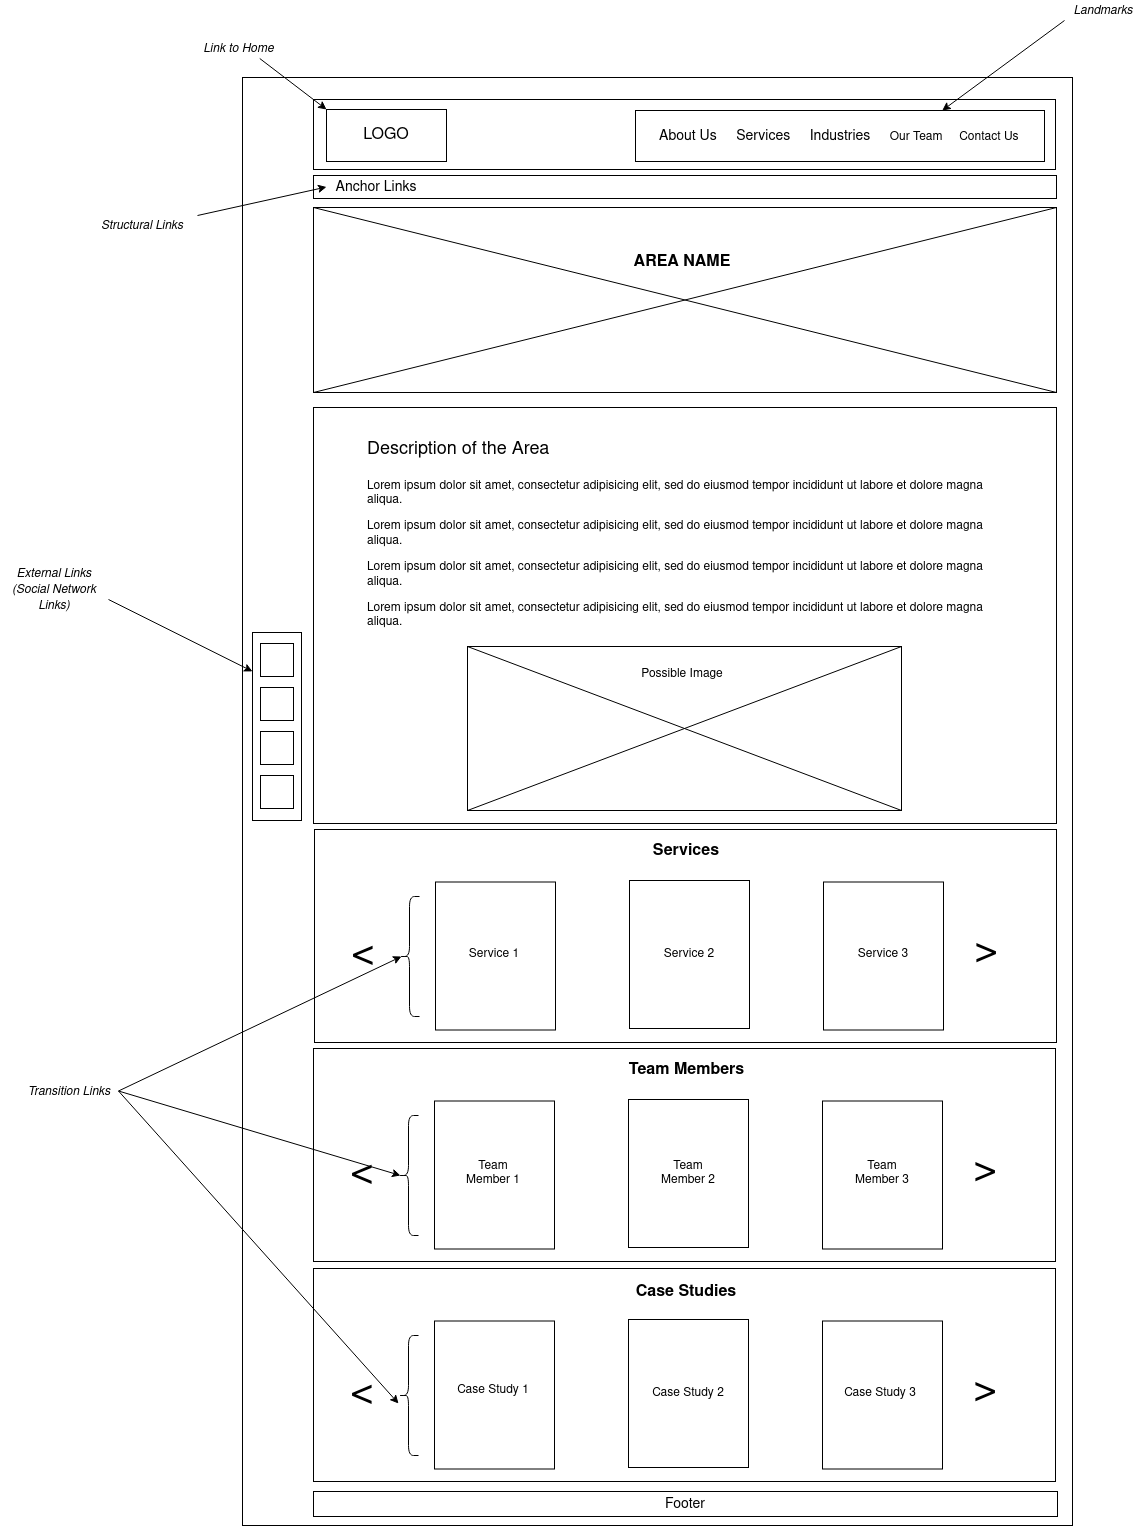 Landmarks
Link to Home
LOGO
About Us Services Industries Our Team Contact Us
Anchor Links
Structural Links
AREA NAME
Description of the Area
Lorem ipsum dolor sit amet, consectetur adipisicing elit, sed do eiusmod tempor incididunt ut labore et dolore magna
aliqua.
Lorem ipsum dolor sit amet, consectetur adipisicing elit, sed do eiusmod tempor incididunt ut labore et dolore magna
aliqua.
Lorem ipsum dolor sit amet, consectetur adipisicing elit, sed do eiusmod tempor incididunt ut labore et dolore magna
aliqua.
Lorem ipsum dolor sit amet, consectetur adipisicing elit, sed do eiusmod tempor incididunt ut labore et dolore magna
aliqua.
External Links
(Social Network
Links)
Possible Image
Services
< Service 1 Service 2 Service 3 >
Transition Links
Team Members
< Team
Member 1
Team
Member 2
Team
Member 3
>
Case Studies
< Case Study 1 Case Study 2 Case Study 3 >
Footer